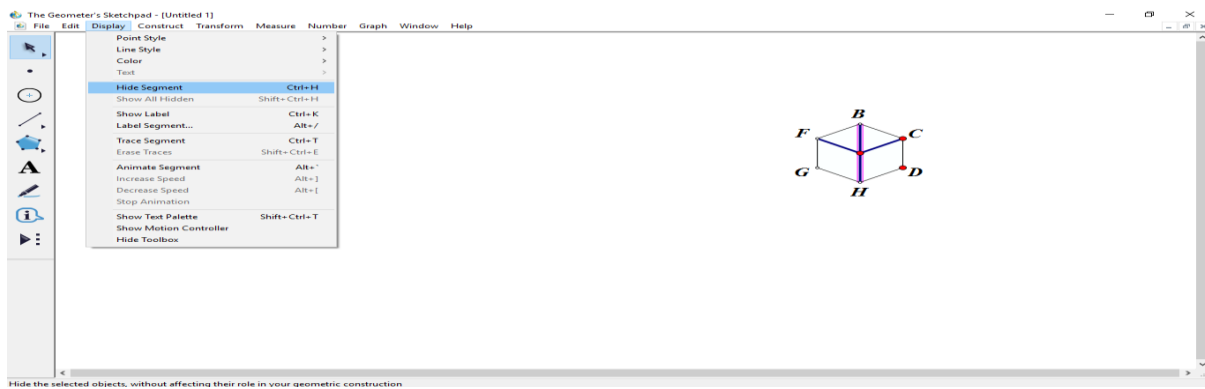 The Geometer's Sketchpad - [Untitled 1]
File Edit Display Construct Transform Measure Number Graph Window Help
Point Style
Line Style
Color
Text
Hide Segment Ctrl+H
Show All Hidden Shift+Ctrl+H
Show Label Ctrl+K
Label Segment... Alt+/
Trace Segment Ctrl+T
Erase Traces Shift+Ctrl+E
Animate Segment Alt+`
Increase Speed Alt+]
Decrease Speed Alt+[
Stop Animation
Show Text Palette Shift+Ctrl+T
Show Motion Controller
Hide Toolbox
A
B
F C
G D
H
Hide the selected objects, without affecting their role in your geometric construction